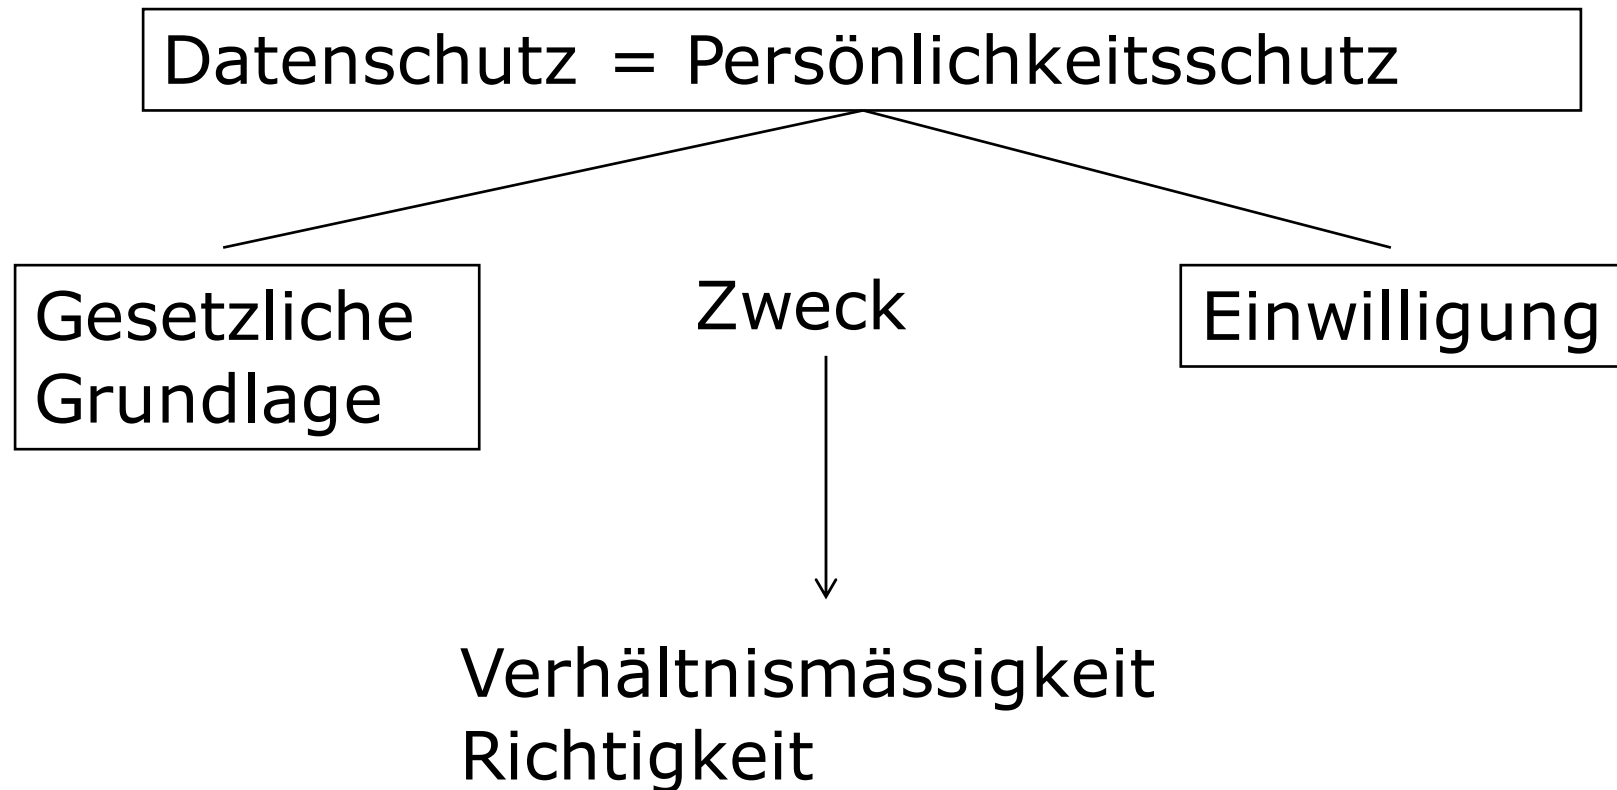 Datenschutz = Persönlichkeitsschutz
Gesetzliche
Grundlage
Zweck
Einwilligung
Verhältnismässigkeit
Richtigkeit